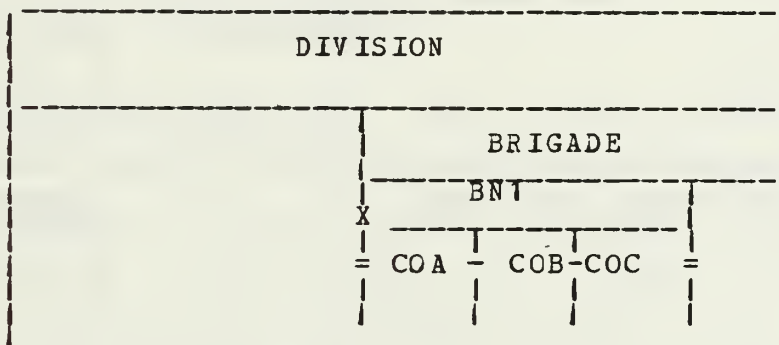 DIVISION
BRIGADE
BN1
X
= COA - COB-COC =